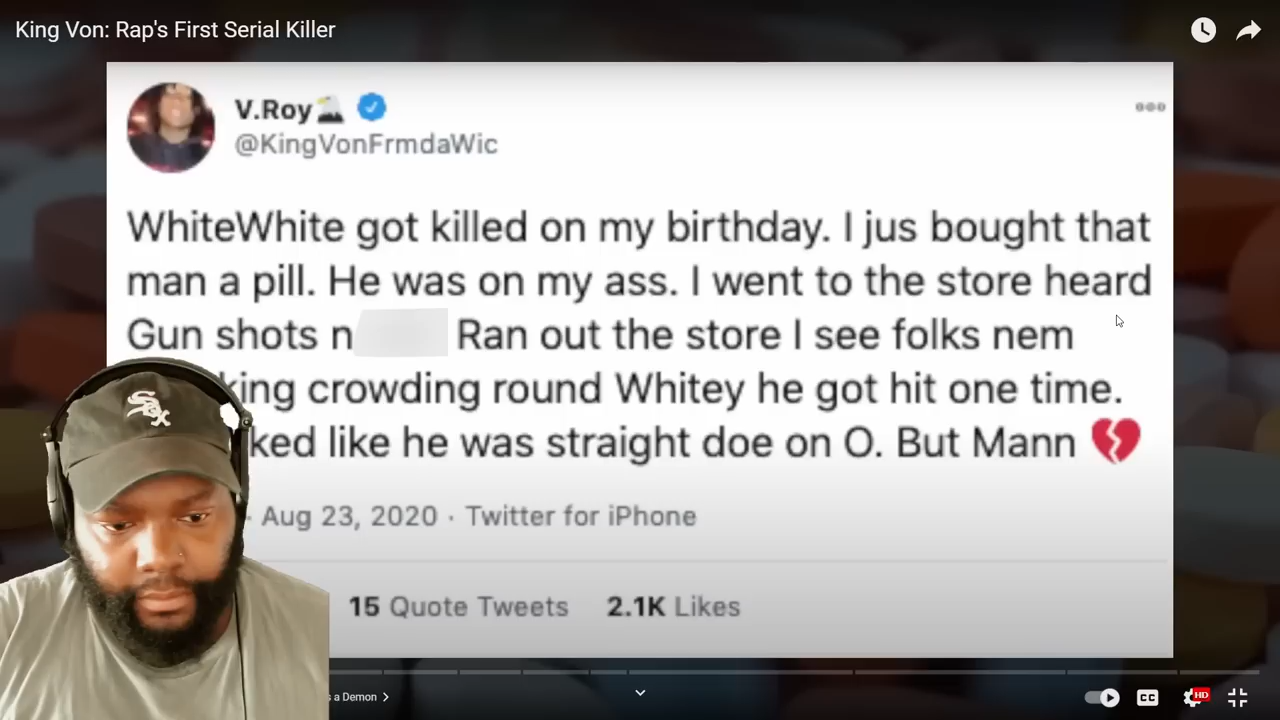 King Von: Rap's First Serial Killer
V.Roy
@KingVonFrmdaWic
WhiteWhite got killed on my birthday. I jus bought that
man a pill. He was on my ass. I went to the store heard
Gun shots n Ran out the store I see folks nem
king crowding round Whitey he got hit one time.
ked like he was straight doe on O. But Mann 💔
· Aug 23, 2020 · Twitter for iPhone
15 Quote Tweets 2.1K Likes
s a Demon
CC
HD
Sox